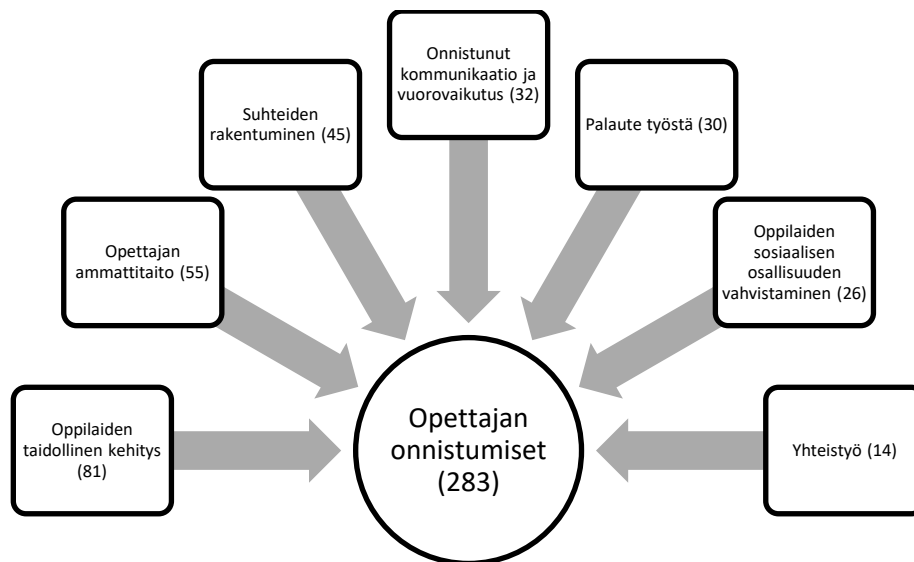 Onnistunut
kommunikaatio ja
vuorovaikutus (32)
Suhteiden
rakentuminen (45)
Palaute työstä (30)
Opettajan
ammattitaito (55)
Oppilaiden
sosiaalisen
osallisuuden
vahvistaminen (26)
Oppilaiden
taidollinen kehitys
(81)
Opettajan
onnistumiset
(283)
Yhteistyö (14)